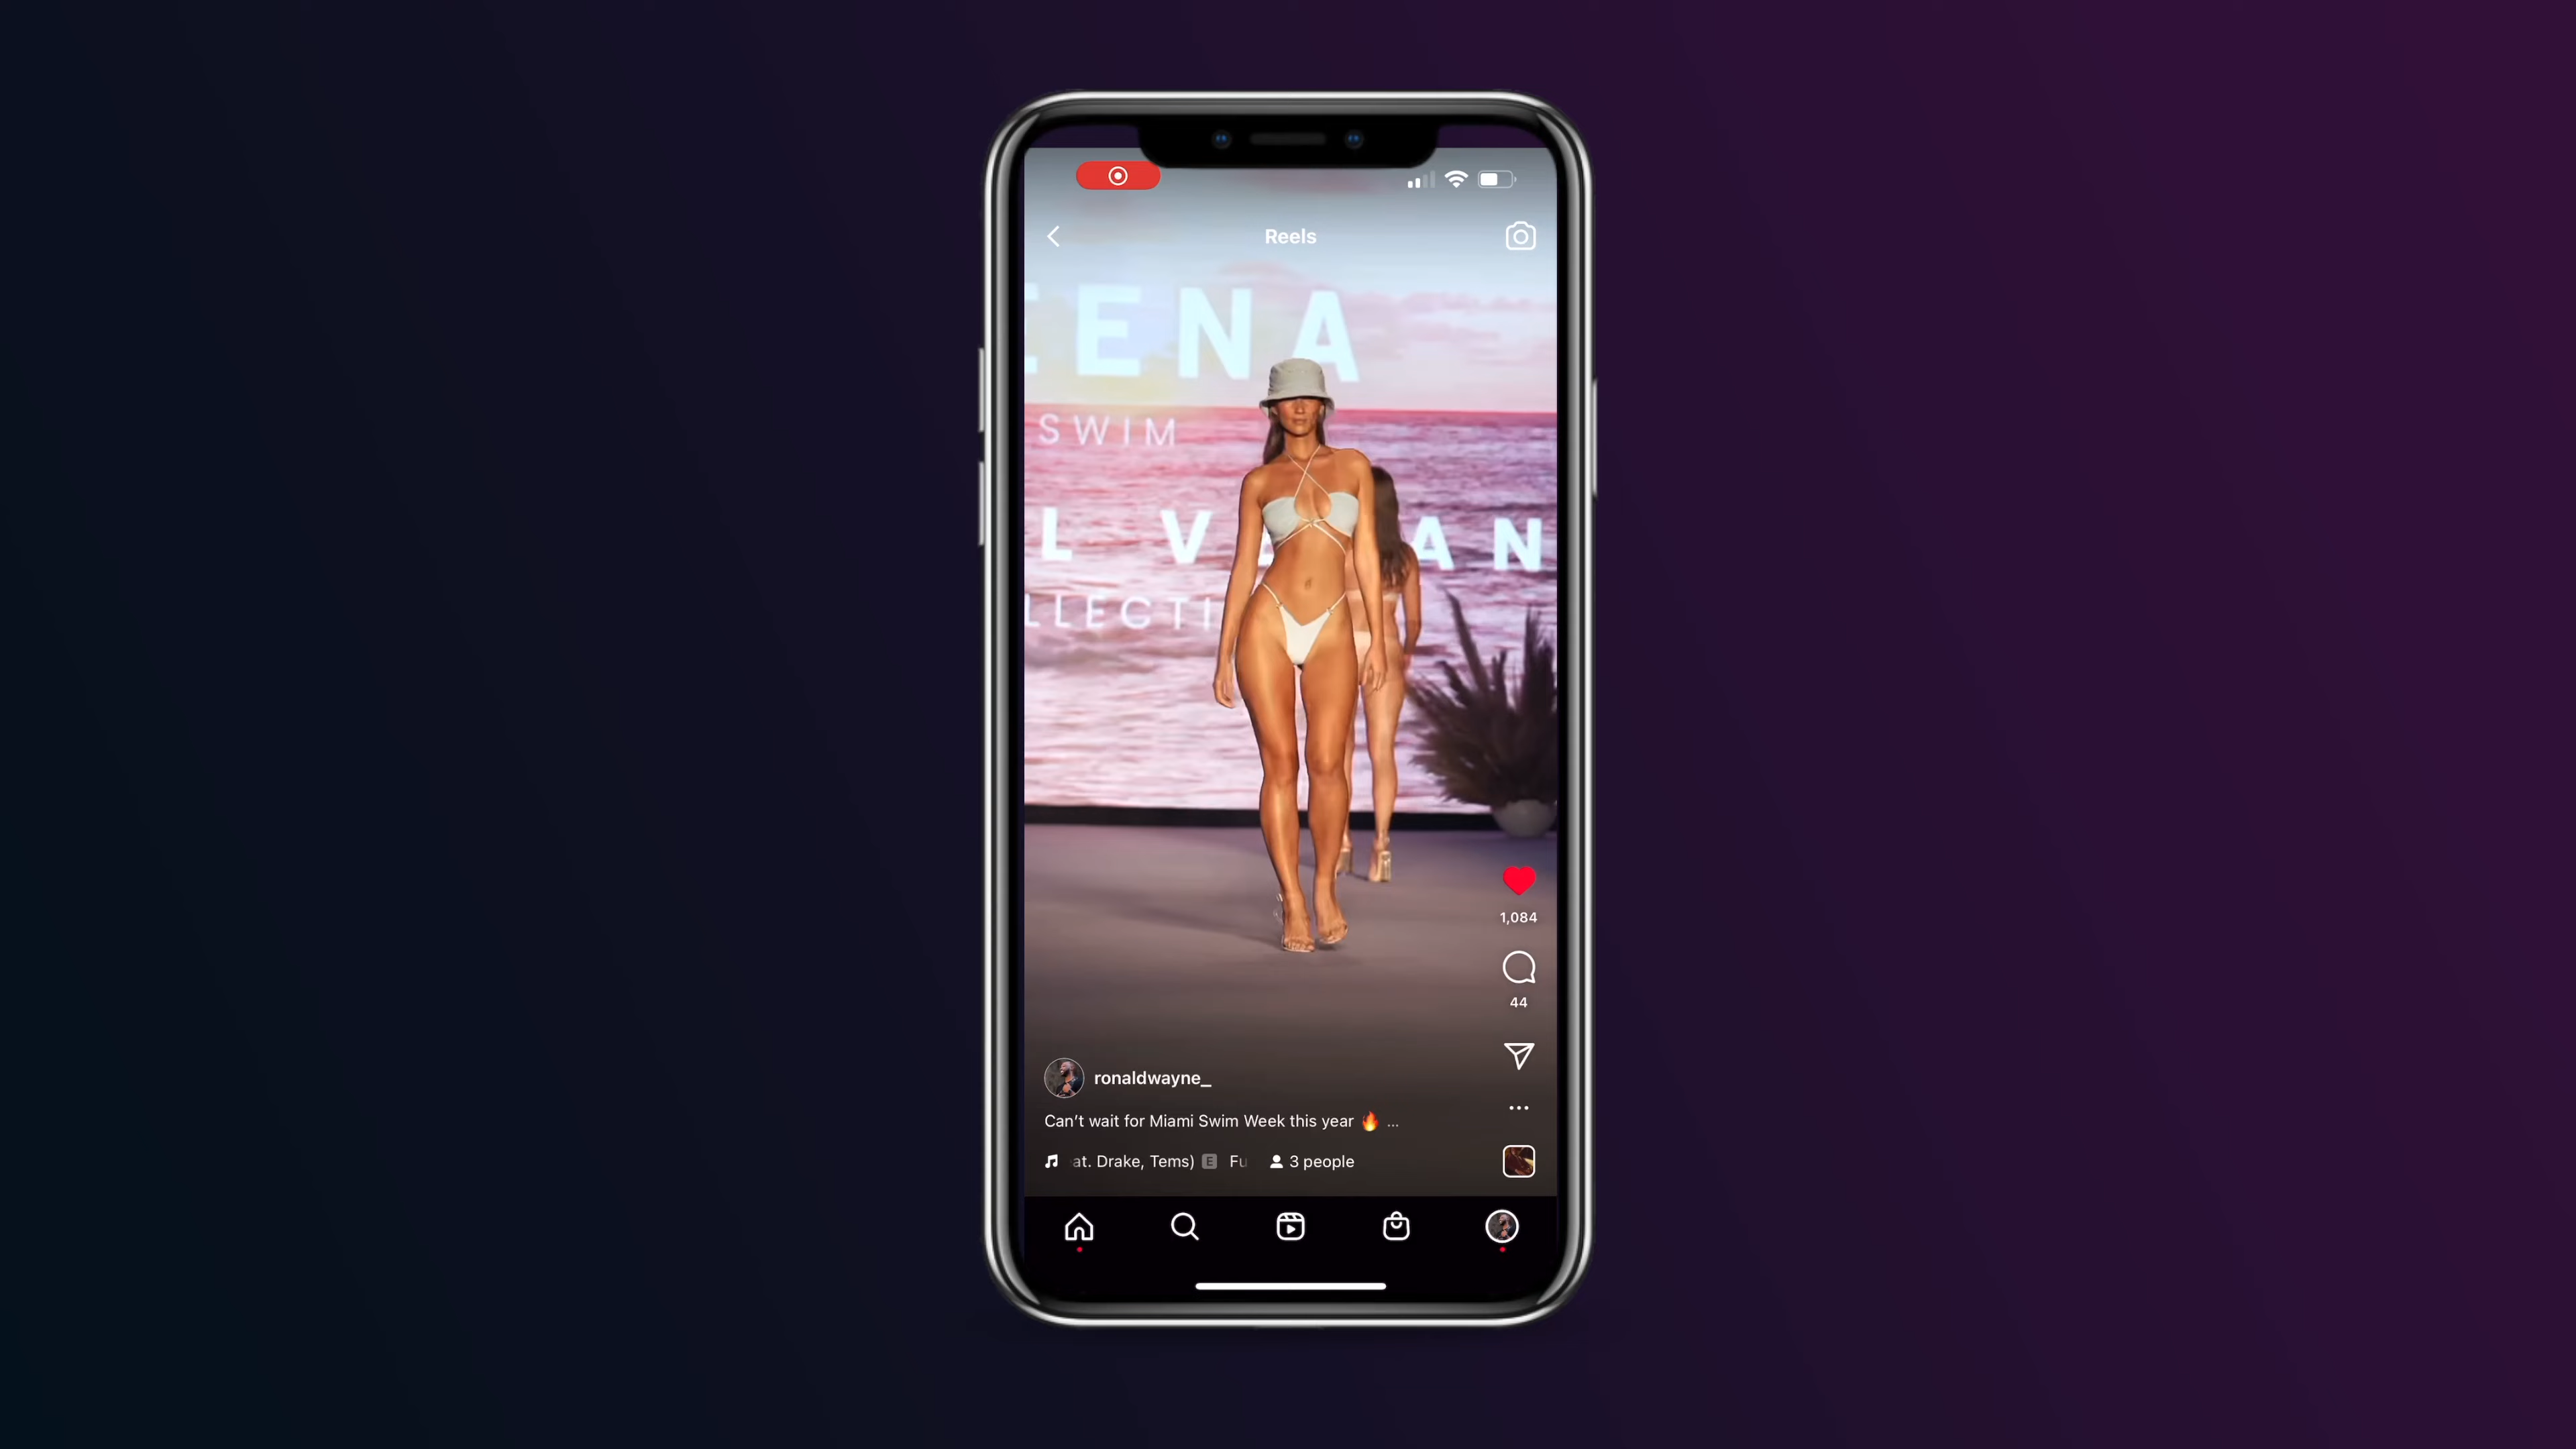 Reels
ENA
SWIM
L V AN
LLECTI
1,084
44
ronaldwayne_
Can't wait for Miami Swim Week this year 🔥 ...
at. Drake, Tems) E Fu 3 people